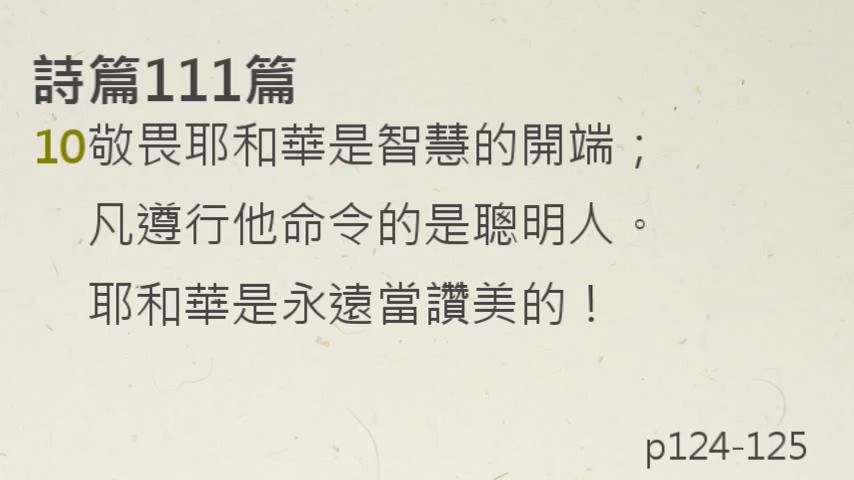 詩篇111篇
10敬畏耶和華是智慧的開端；
凡遵行他命令的是聰明人。
耶和華是永遠當讚美的！
p124-125